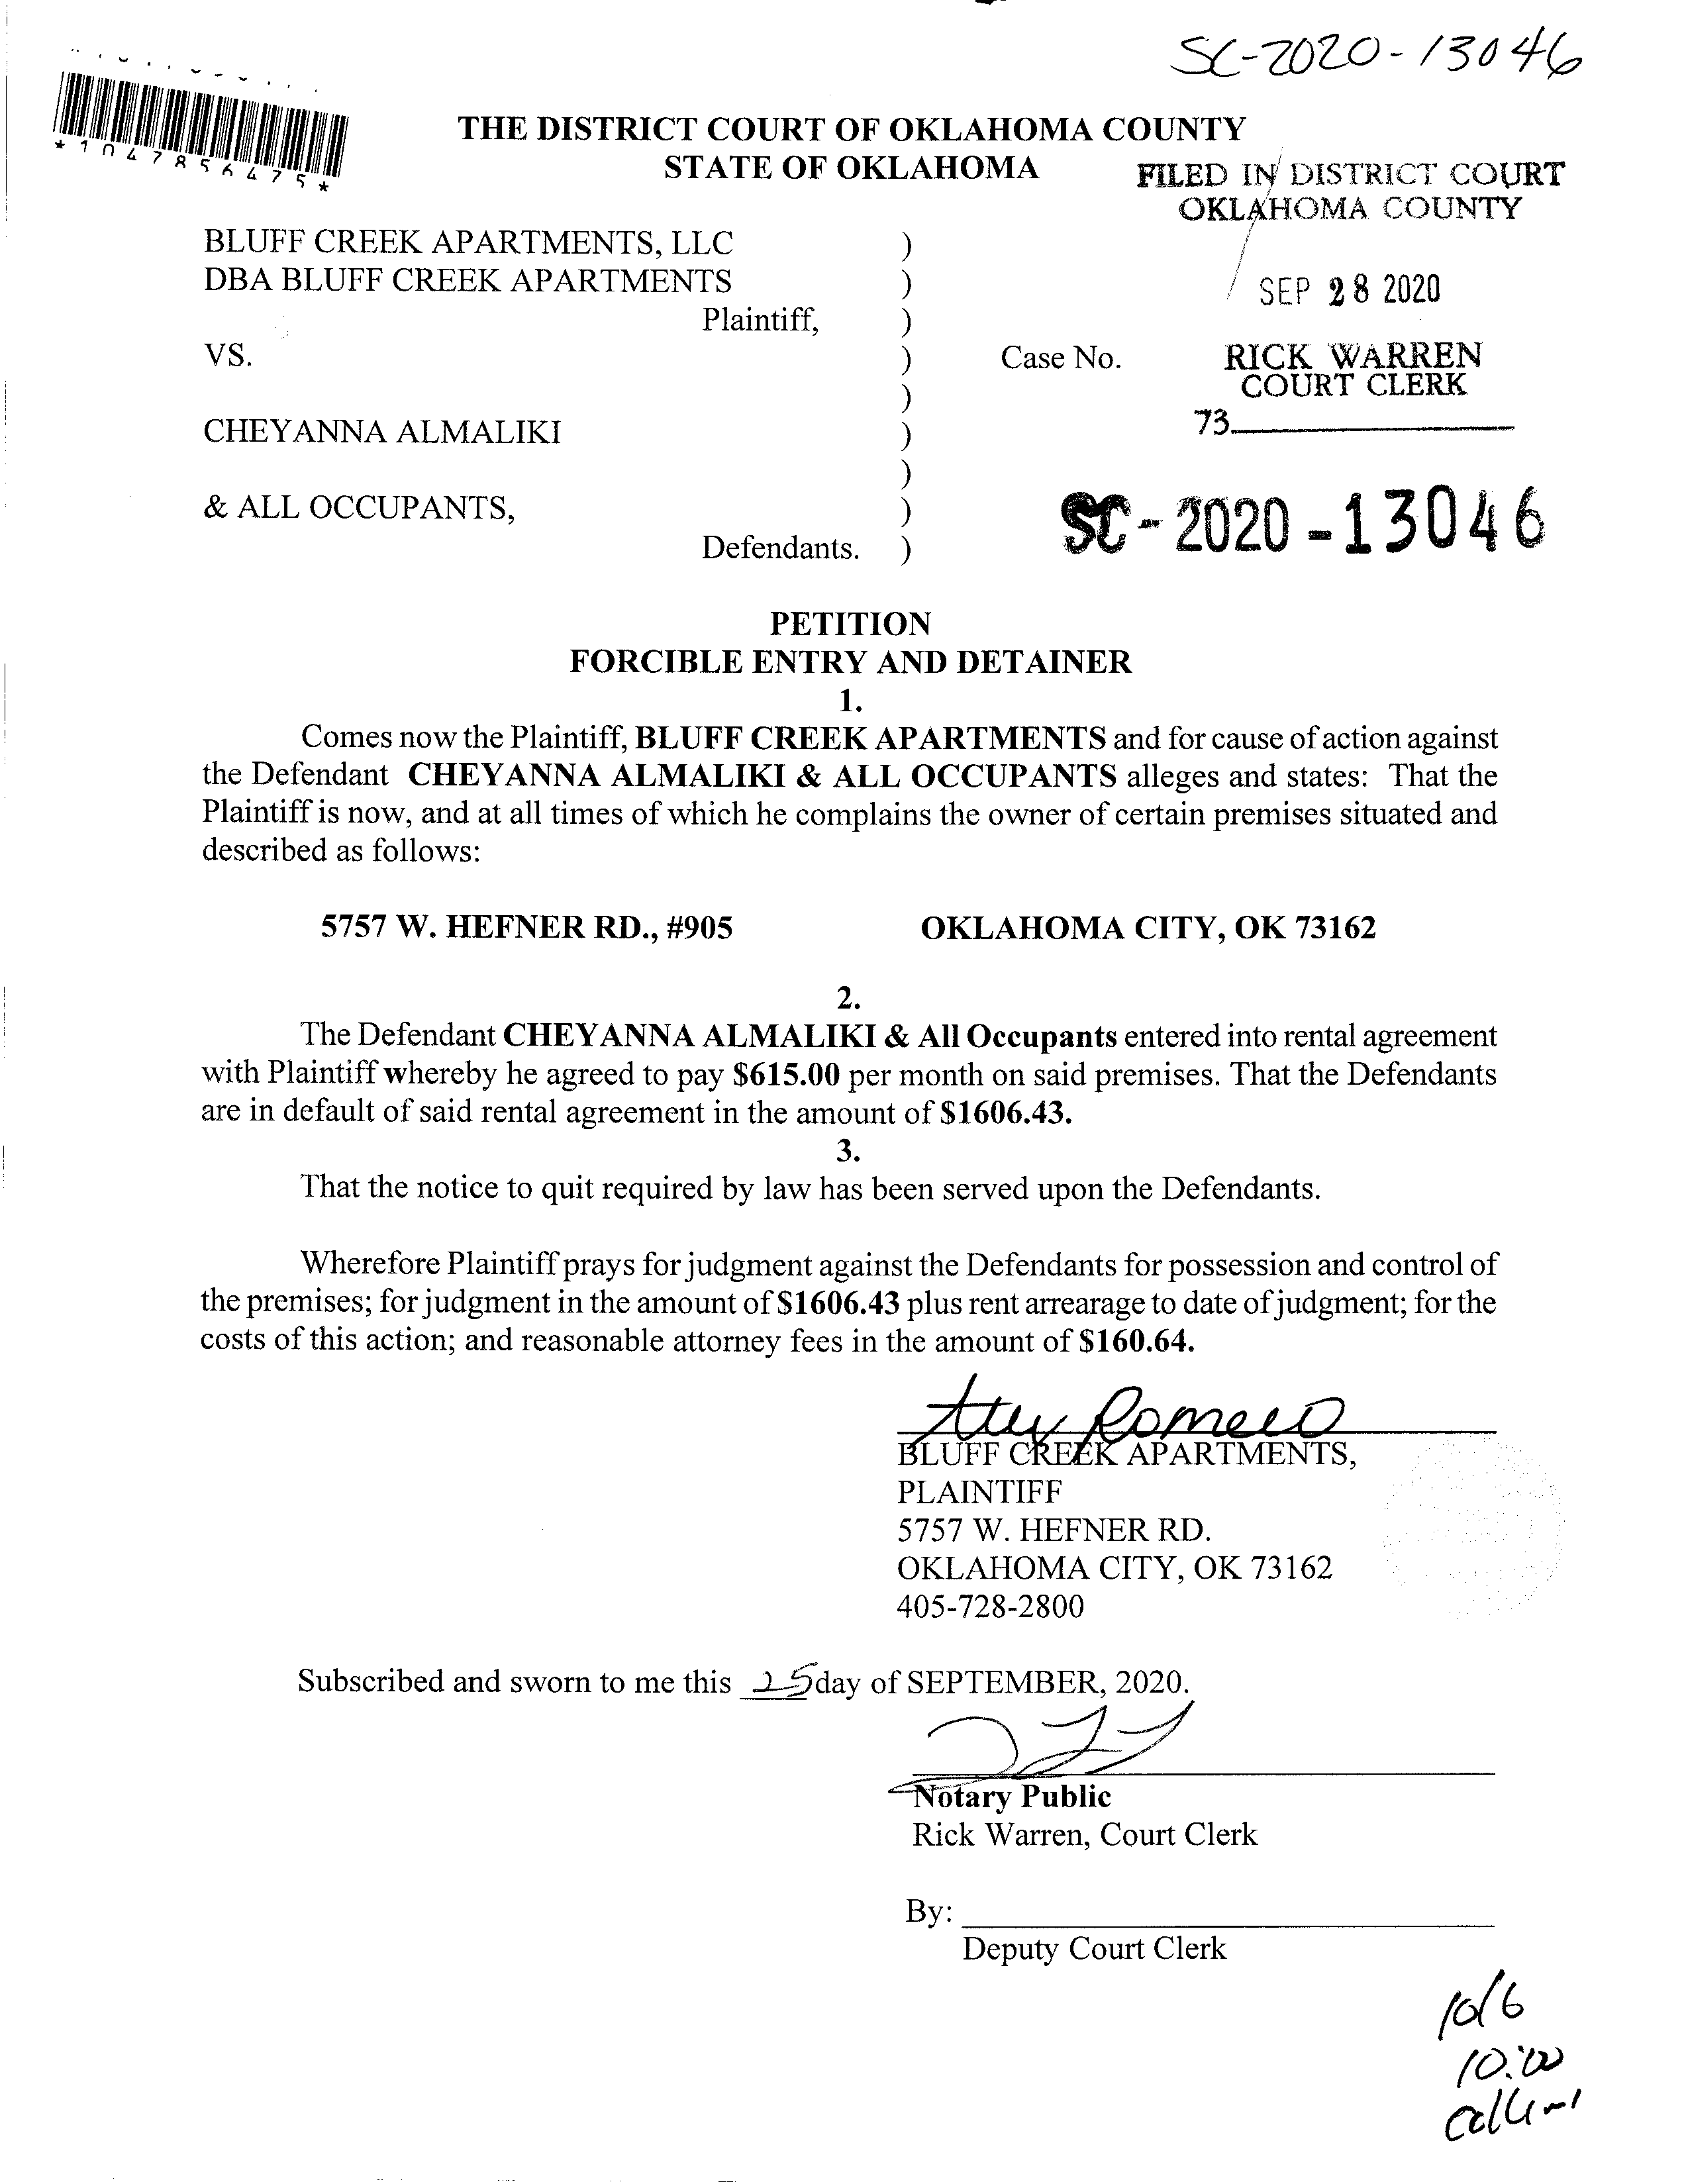 SC-2020-13046
*1047856475*
THE DISTRICT COURT OF OKLAHOMA COUNTY
STATE OF OKLAHOMA
FILED IN DISTRICT COURT
OKLAHOMA COUNTY
BLUFF CREEK APARTMENTS, LLC )
DBA BLUFF CREEK APARTMENTS )
SEP 28 2020
Plaintiff, )
VS. ) Case No. RICK WARREN
) COURT CLERK
CHEYANNA ALMALIKI ) 73
)
& ALL OCCUPANTS, ) SC-2020-13046
Defendants. )
PETITION
FORCIBLE ENTRY AND DETAINER
1.
Comes now the Plaintiff, BLUFF CREEK APARTMENTS and for cause of action against
the Defendant CHEYANNA ALMALIKI & ALL OCCUPANTS alleges and states: That the
Plaintiff is now, and at all times of which he complains the owner of certain premises situated and
described as follows:
5757 W. HEFNER RD., #905 OKLAHOMA CITY, OK 73162
2.
The Defendant CHEYANNA ALMALIKI & All Occupants entered into rental agreement
with Plaintiff whereby he agreed to pay $615.00 per month on said premises. That the Defendants
are in default of said rental agreement in the amount of $1606.43.
3.
That the notice to quit required by law has been served upon the Defendants.
Wherefore Plaintiff prays for judgment against the Defendants for possession and control of
the premises; for judgment in the amount of $1606.43 plus rent arrearage to date of judgment; for the
costs of this action; and reasonable attorney fees in the amount of $160.64.
Romero
BLUFF CREEK APARTMENTS,
PLAINTIFF
5757 W. HEFNER RD.
OKLAHOMA CITY, OK 73162
405-728-2800
Subscribed and sworn to me this 25 day of SEPTEMBER, 2020.
Notary Public
Rick Warren, Court Clerk
By:
Deputy Court Clerk
10/6
10:00